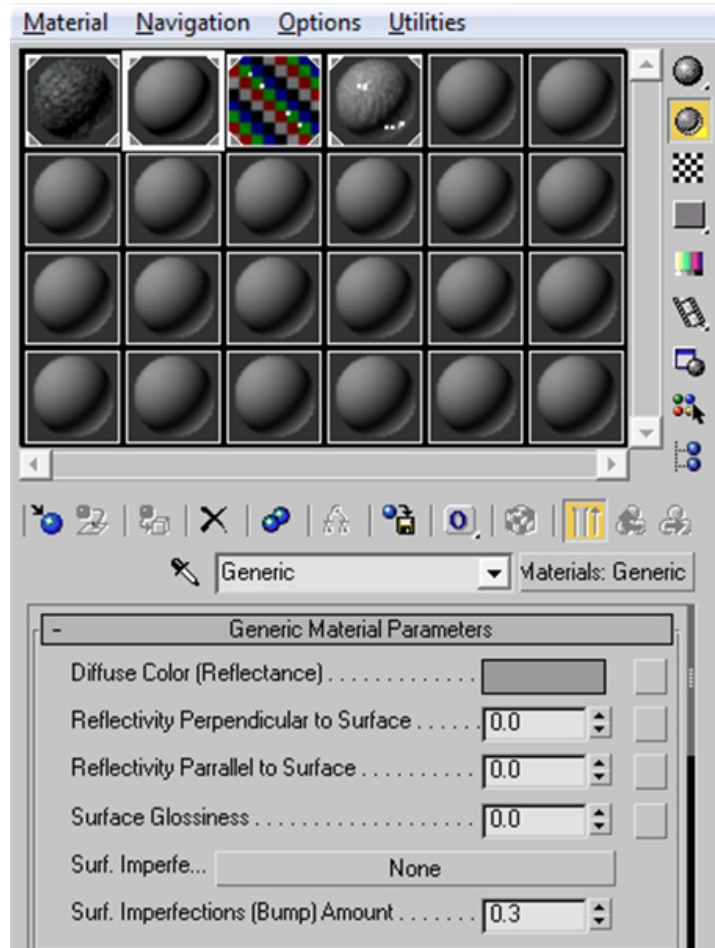 Material Navigation Options Utilities
Generic
Materials: Generic
- Generic Material Parameters
Diffuse Color (Reflectance) . . . . . . . . . . . . .
Reflectivity Perpendicular to Surface . . . . . . 0.0
Reflectivity Parrallel to Surface . . . . . . . . . . 0.0
Surface Glossiness . . . . . . . . . . . . . . . . . . . 0.0
Surf. Imperfe... None
Surf. Imperfections (Bump) Amount . . . . . . . 0.3